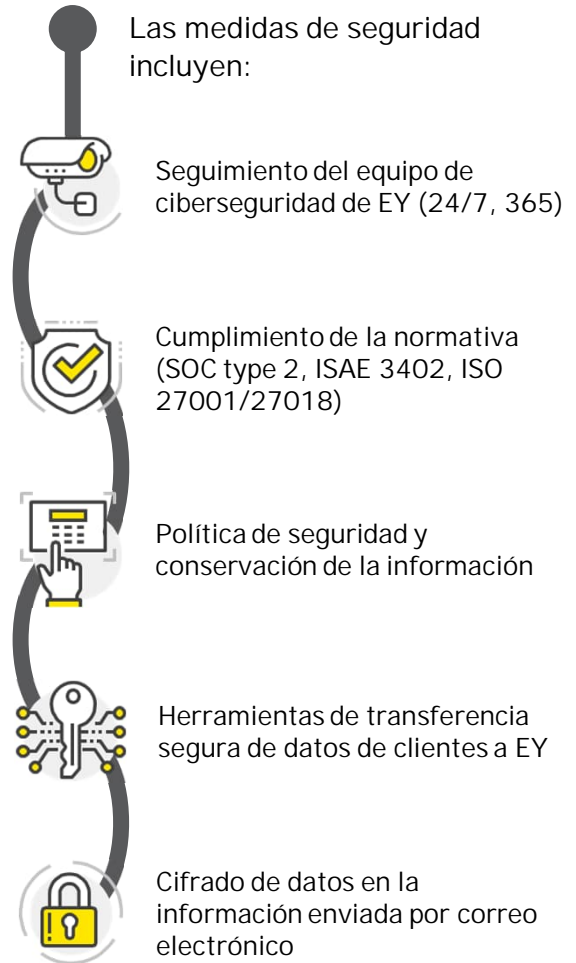 Las medidas de seguridad
incluyen:
Seguimiento del equipo de
ciberseguridad de EY (24/7, 365)
Cumplimiento de la normativa
(SOC type 2, ISAE 3402, ISO
27001/27018)
Política de seguridad y
conservación de la información
Herramientas de transferencia
segura de datos de clientes a EY
Cifrado de datos en la
información enviada por correo
electrónico